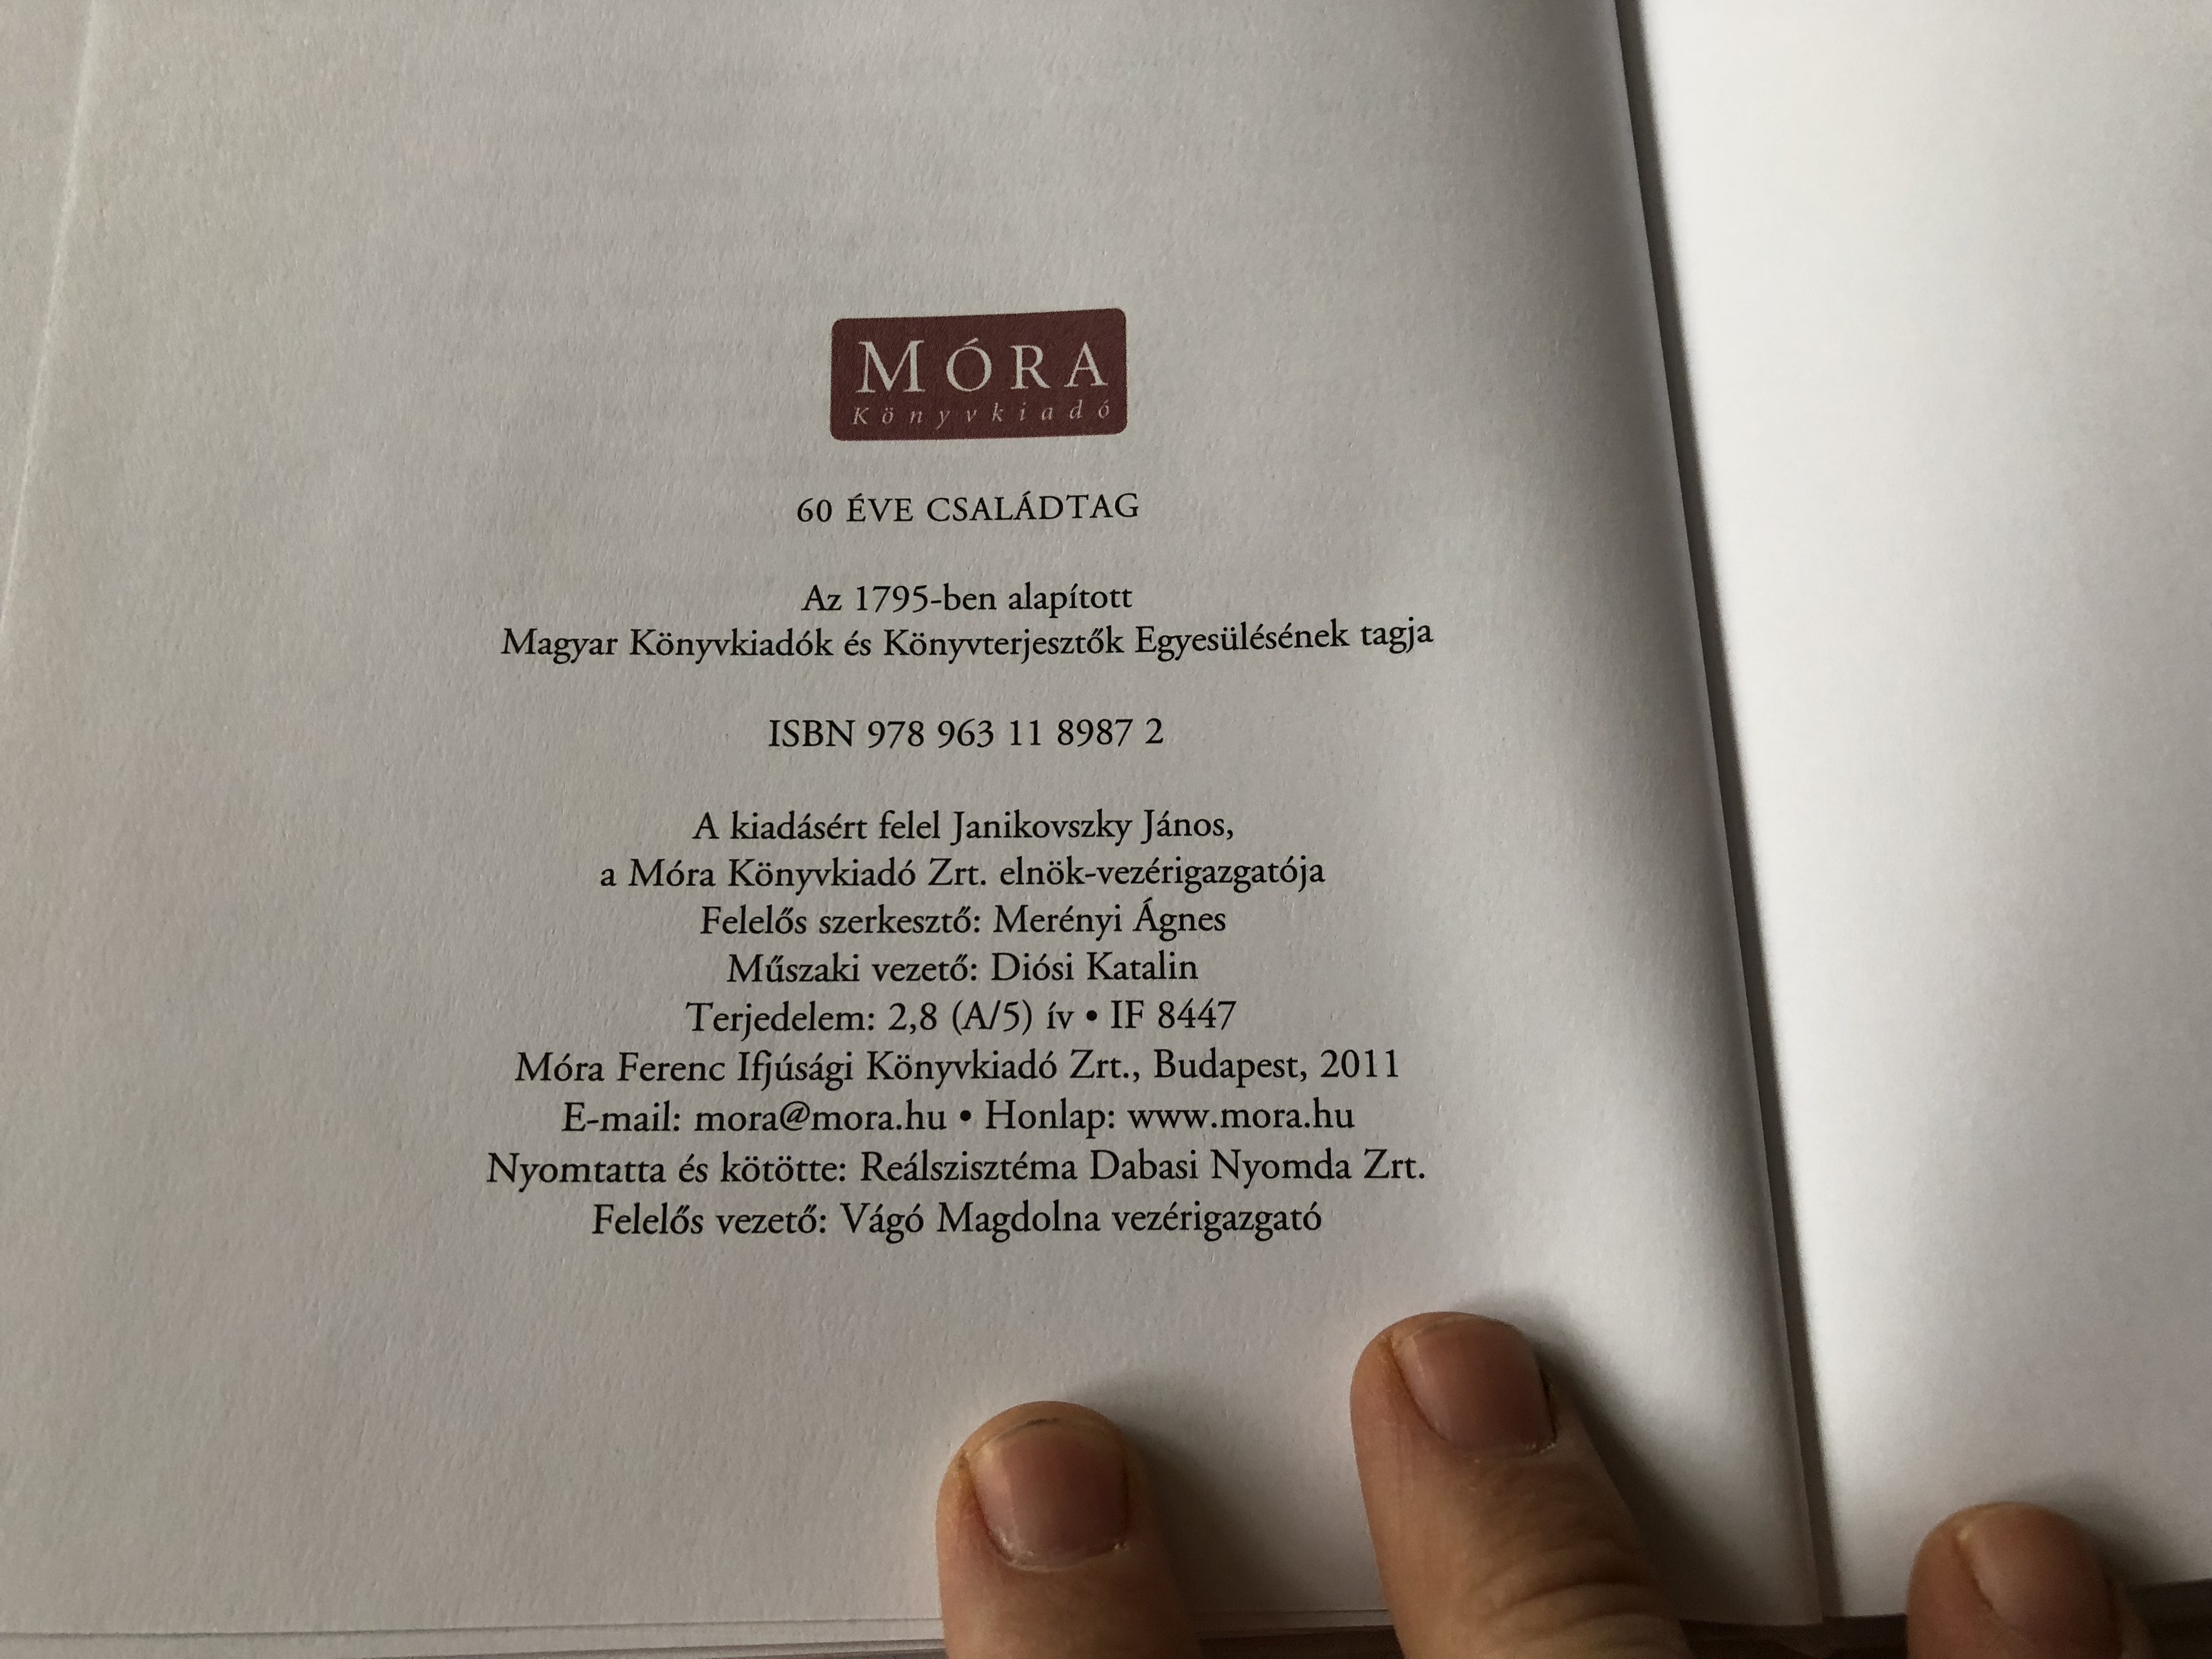 MÓRA
Könyvkiadó
60 ÉVE CSALÁDTAG
Az 1795-ben alapított
Magyar Könyvkiadók és Könyvterjesztők Egyesülésének tagja
ISBN 978 963 11 8987 2
A kiadásért felel Janikovszky János,
a Móra Könyvkiadó Zrt. elnök-vezérigazgatója
Felelős szerkesztő: Merényi Ágnes
Műszaki vezető: Diósi Katalin
Terjedelem: 2,8 (A/5) ív • IF 8447
Móra Ferenc Ifjúsági Könyvkiadó Zrt., Budapest, 2011
E-mail: mora@mora.hu • Honlap: www.mora.hu
Nyomtatta és kötötte: Reálszisztéma Dabasi Nyomda Zrt.
Felelős vezető: Vágó Magdolna vezérigazgató